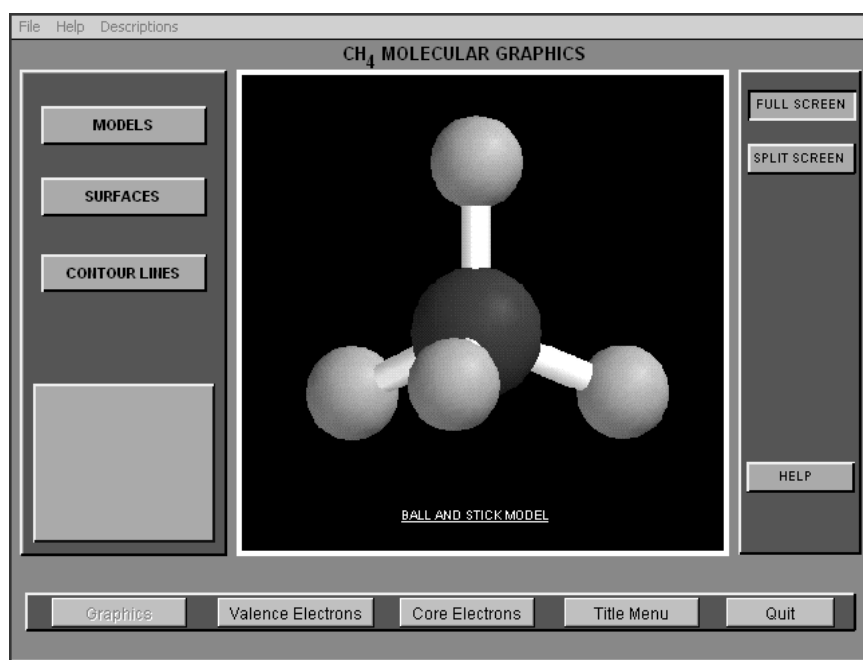 File Help Descriptions
CH4 MOLECULAR GRAPHICS
MODELS
SURFACES
CONTOUR LINES
BALL AND STICK MODEL
FULL SCREEN
SPLIT SCREEN
HELP
Graphics Valence Electrons Core Electrons Title Menu Quit